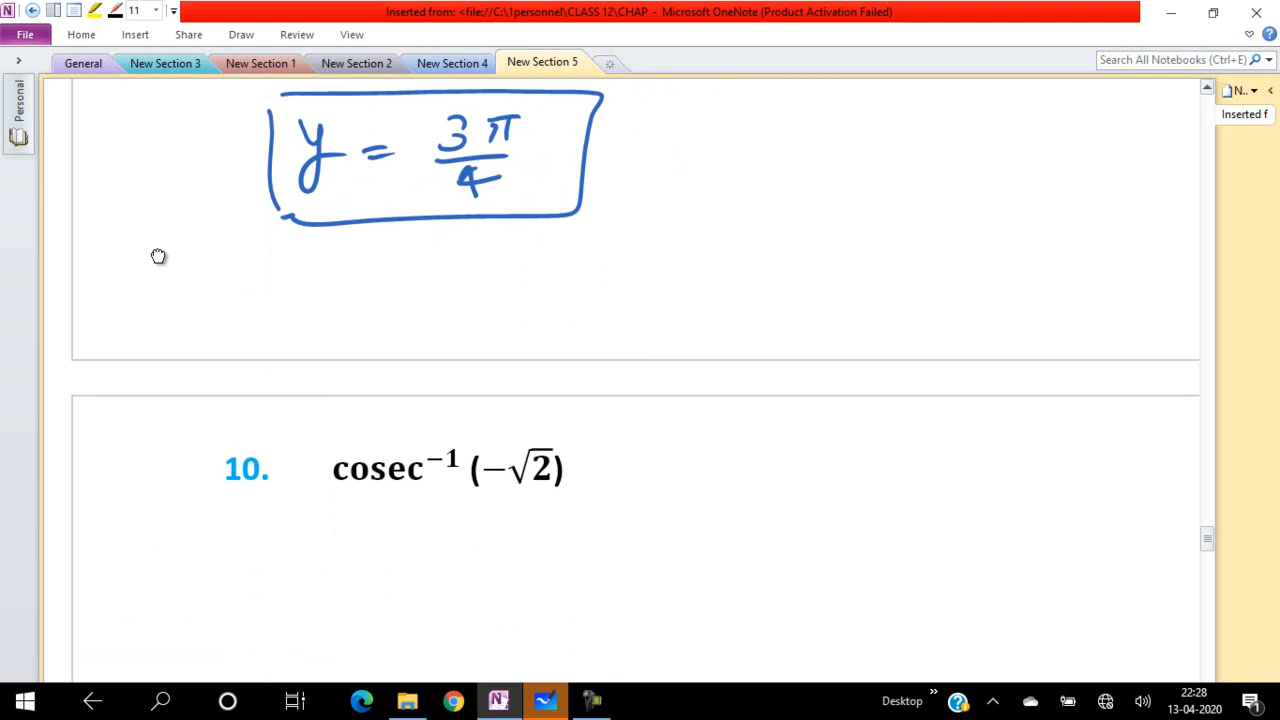 11
Inserted from: <file://C:\1personnel\CLASS 12\CHAP - Microsoft OneNote (Product Activation Failed)
File Home Insert Share Draw Review View
General New Section 3 New Section 1 New Section 2 New Section 4 New Section 5
Search All Notebooks (Ctrl+E)
Personal
N..
Inserted f
y = 3π/4
10. cosec⁻¹ (−√2)
Desktop
22:28
13-04-2020
1